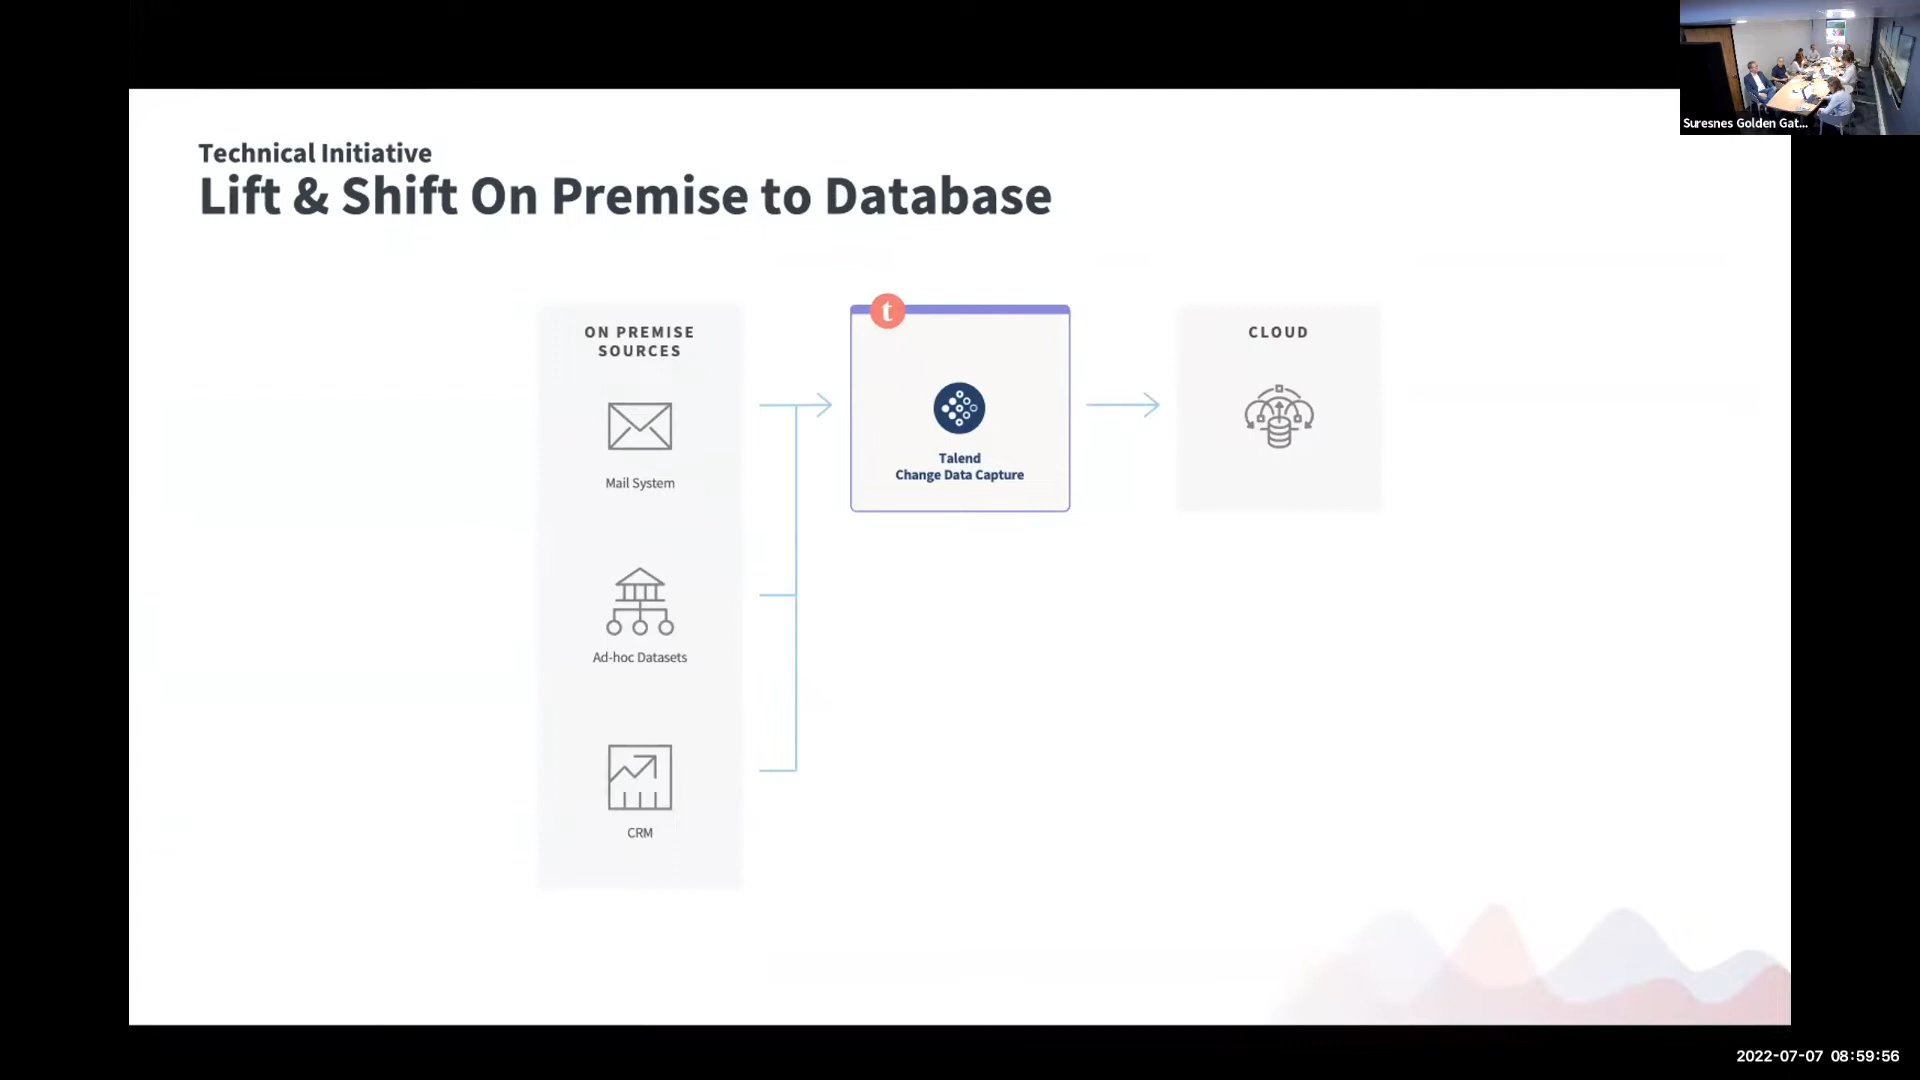 Suresnes Golden Gat...
Technical Initiative
Lift & Shift On Premise to Database
ON PREMISE
SOURCES
Mail System
Ad-hoc Datasets
CRM
t
Talend
Change Data Capture
CLOUD
2022-07-07 08:59:56